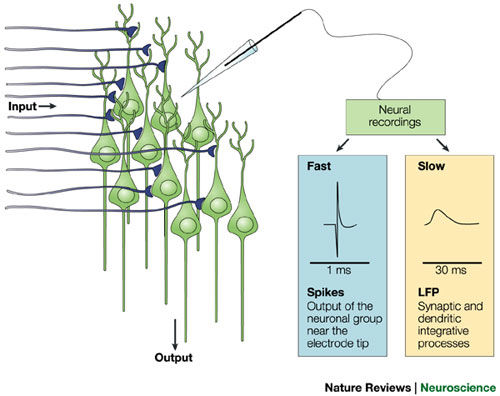 Input
Output
Neural
recordings
Fast
1 ms
Spikes
Output of the
neuronal group
near the
electrode tip
Slow
30 ms
LFP
Synaptic and
dendritic
integrative
processes
Nature Reviews | Neuroscience